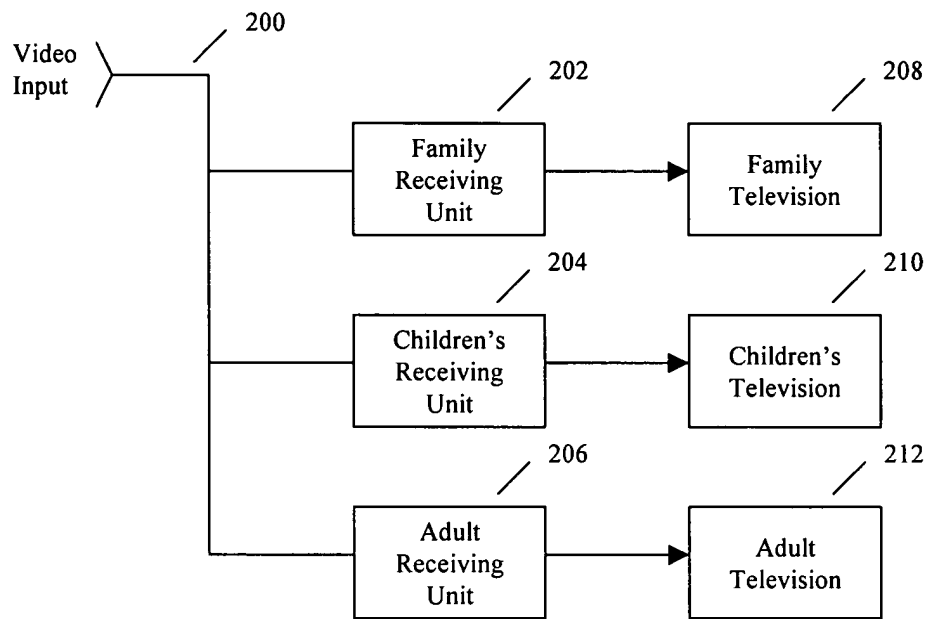 200
Video
Input
202
208
Family
Receiving
Unit
Family
Television
204
210
Children's
Receiving
Unit
Children's
Television
206
212
Adult
Receiving
Unit
Adult
Television